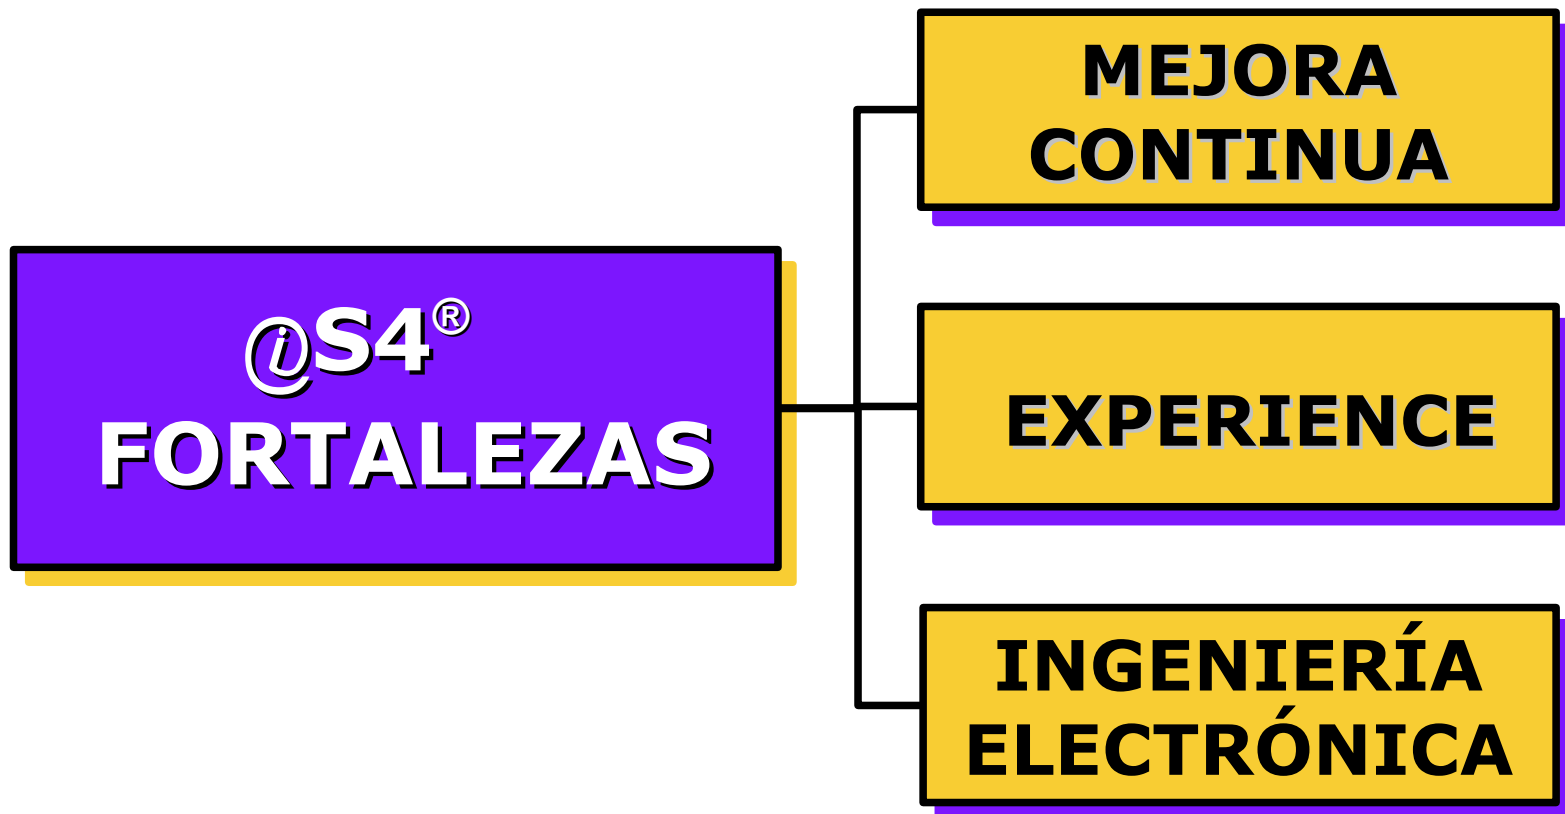 @S4®
FORTALEZAS
MEJORA
CONTINUA
EXPERIENCE
INGENIERÍA
ELECTRÓNICA